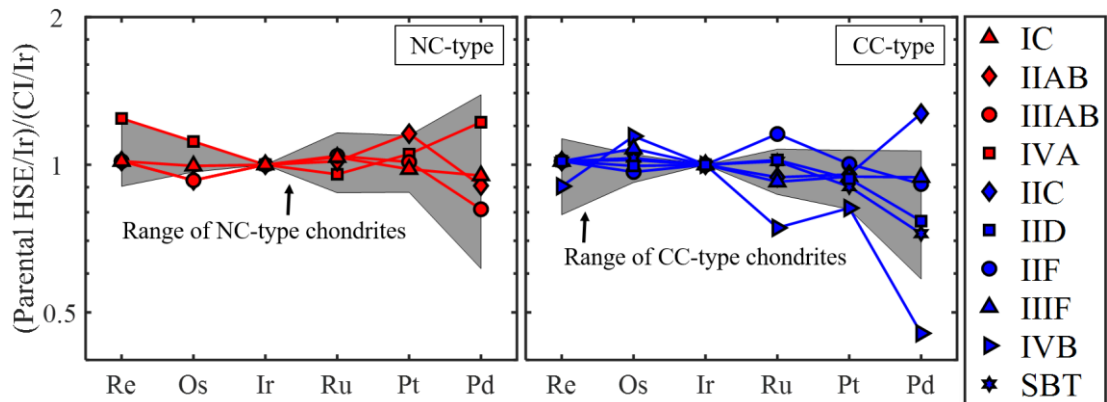 (Parental HSE/Ir)/(CI/Ir)
2
1
0.5
NC-type
Range of NC-type chondrites
Re Os Ir Ru Pt Pd
CC-type
Range of CC-type chondrites
Re Os Ir Ru Pt Pd
IC
IIAB
IIIAB
IVA
IIC
IID
IIF
IIIF
IVB
SBT